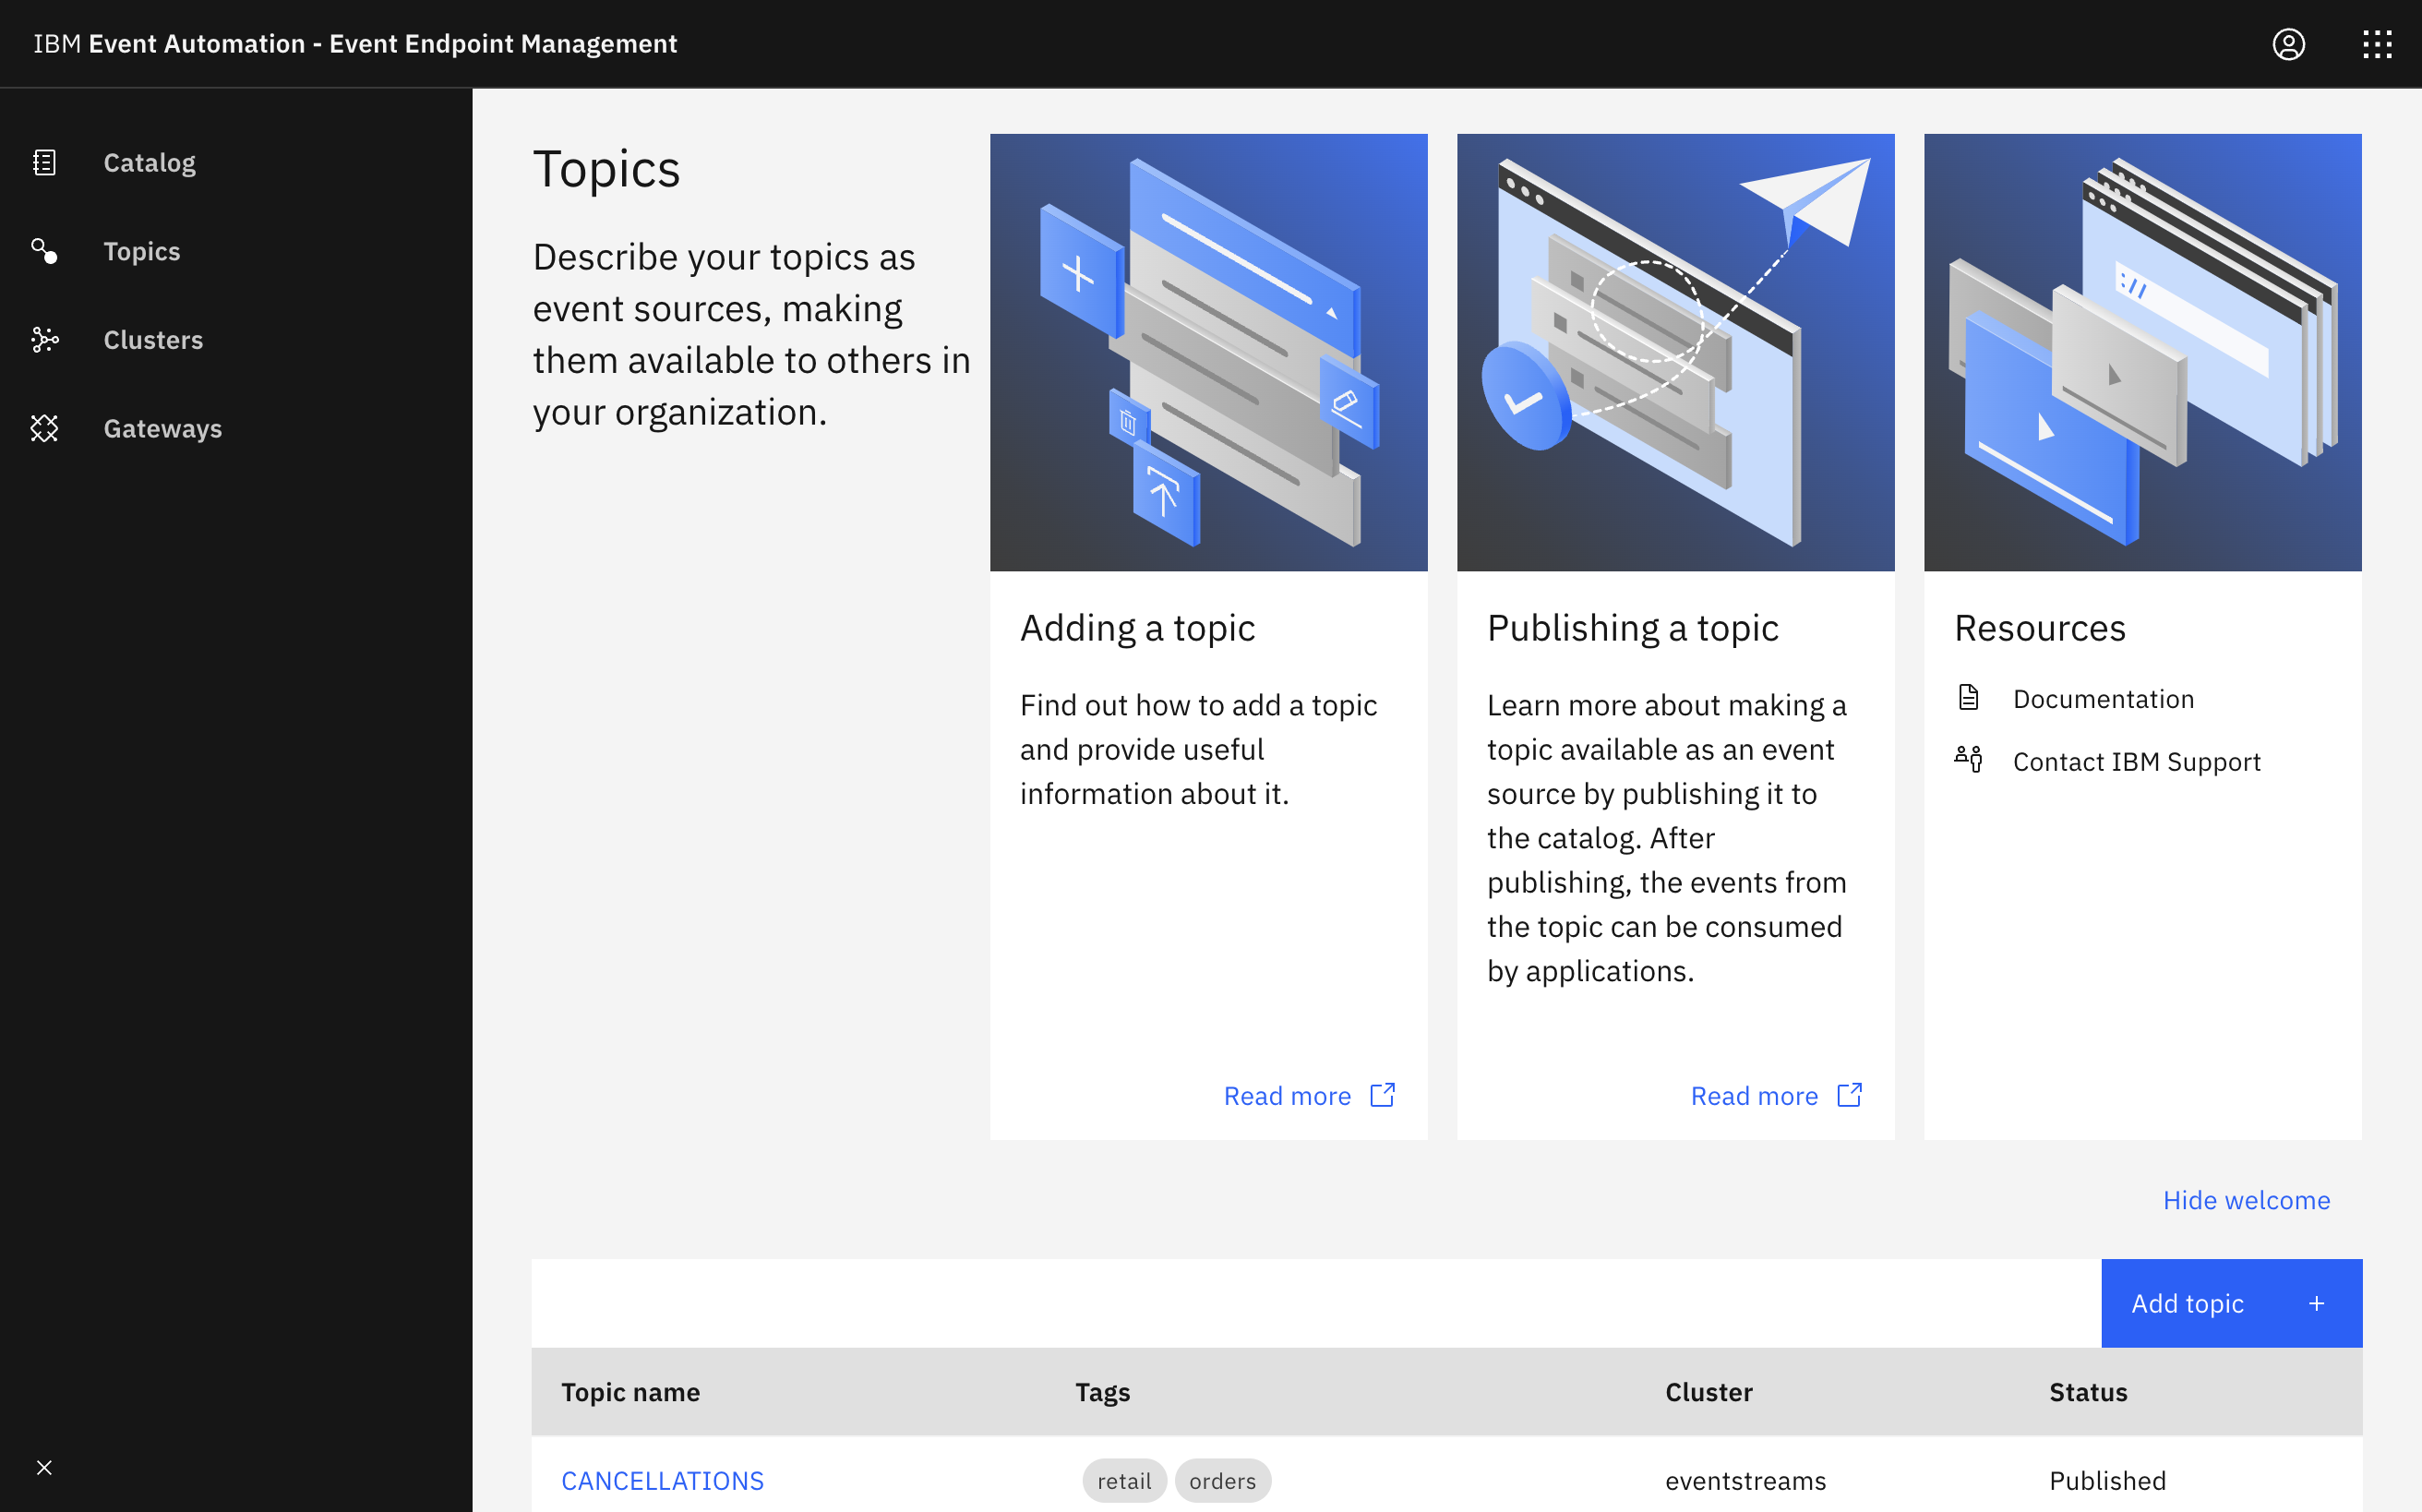 IBM Event Automation - Event Endpoint Management
Catalog
Topics
Clusters
Gateways
Topics
Describe your topics as
event sources, making
them available to others in
your organization.
Adding a topic
Find out how to add a topic
and provide useful
information about it.
Read more
Publishing a topic
Learn more about making a
topic available as an event
source by publishing it to
the catalog. After
publishing, the events from
the topic can be consumed
by applications.
Read more
Resources
Documentation
Contact IBM Support
Hide welcome
Add topic +
Topic name Tags Cluster Status
CANCELLATIONS retail orders eventstreams Published